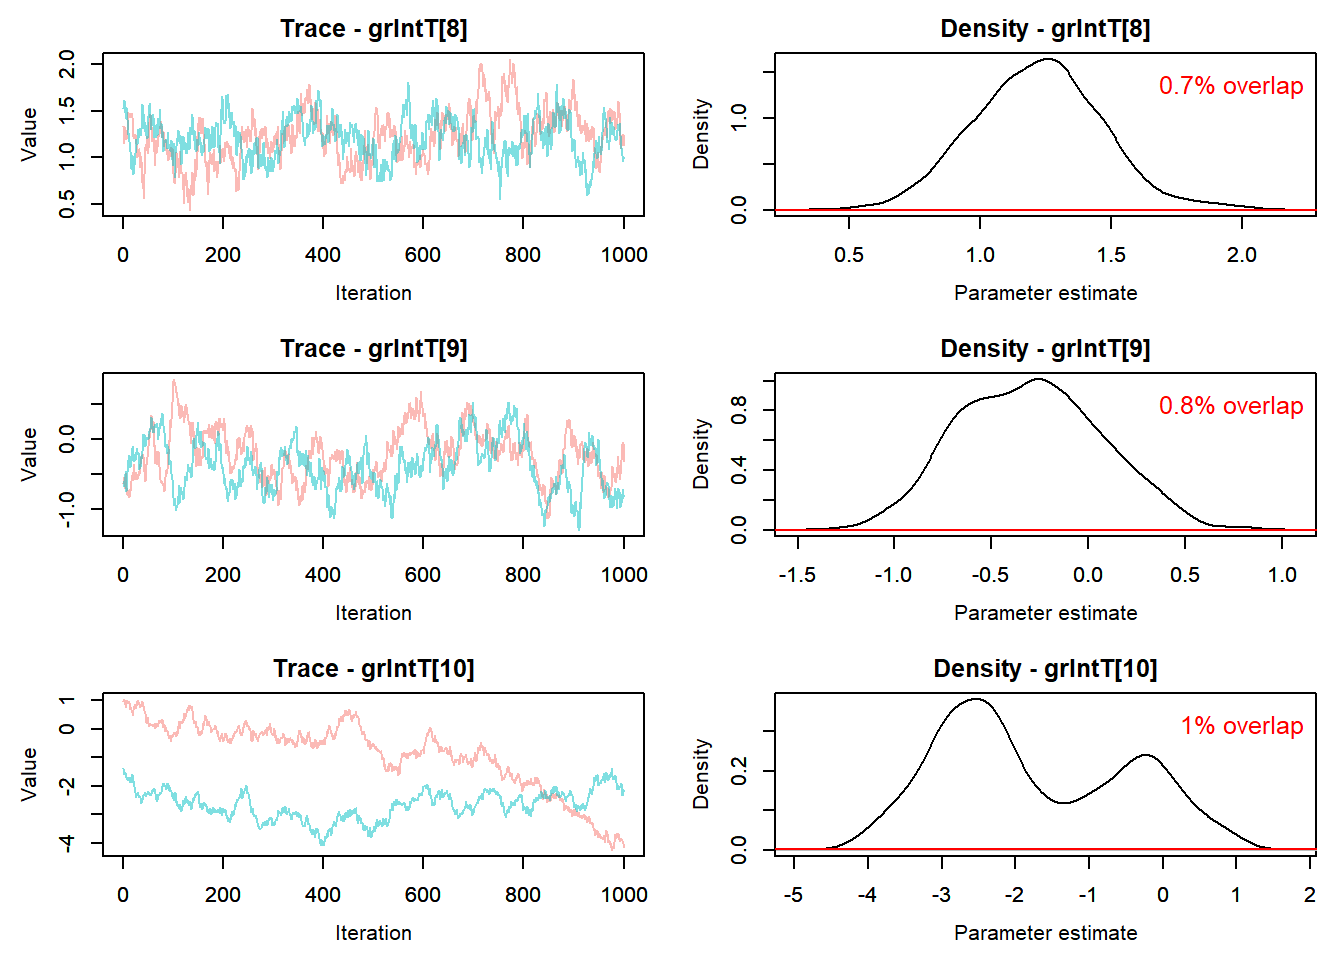 Trace - grIntT[8]
Value
0.5 1.0 1.5 2.0
0 200 400 600 800 1000
Iteration
Density - grIntT[8]
0.7% overlap
Density
0.0 1.0
0.5 1.0 1.5 2.0
Parameter estimate
Trace - grIntT[9]
Value
-1.0 0.0
0 200 400 600 800 1000
Iteration
Density - grIntT[9]
0.8% overlap
Density
0.0 0.4 0.8
-1.5 -1.0 -0.5 0.0 0.5 1.0
Parameter estimate
Trace - grIntT[10]
Value
-4 -2 0 1
0 200 400 600 800 1000
Iteration
Density - grIntT[10]
1% overlap
Density
0.0 0.2
-5 -4 -3 -2 -1 0 1 2
Parameter estimate